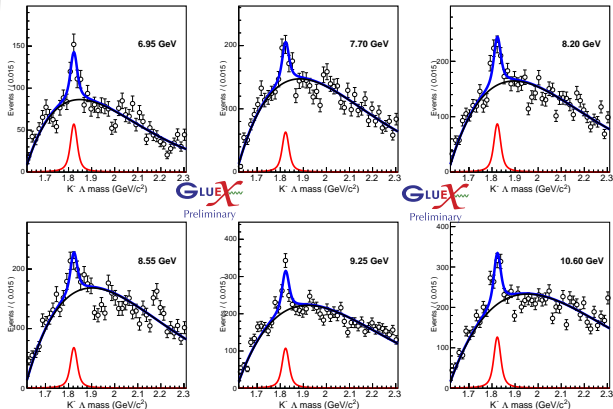 6.95 GeV
150
100
50
0
Events / ( 0.015 )
1.7 1.8 1.9 2 2.1 2.2 2.3
K⁻ Λ mass (GeV/c²)
7.70 GeV
200
100
0
Events / ( 0.015 )
1.7 1.8 1.9 2 2.1 2.2 2.3
K⁻ Λ mass (GeV/c²)
8.20 GeV
200
100
0
Events / ( 0.015 )
1.7 1.8 1.9 2 2.1 2.2 2.3
K⁻ Λ mass (GeV/c²)
GLUEX
Preliminary
GLUEX
Preliminary
8.55 GeV
200
100
0
Events / ( 0.015 )
1.7 1.8 1.9 2 2.1 2.2 2.3
K⁻ Λ mass (GeV/c²)
9.25 GeV
400
300
200
100
0
Events / ( 0.015 )
1.7 1.8 1.9 2 2.1 2.2 2.3
K⁻ Λ mass (GeV/c²)
10.60 GeV
400
300
200
100
0
Events / ( 0.015 )
1.7 1.8 1.9 2 2.1 2.2 2.3
K⁻ Λ mass (GeV/c²)